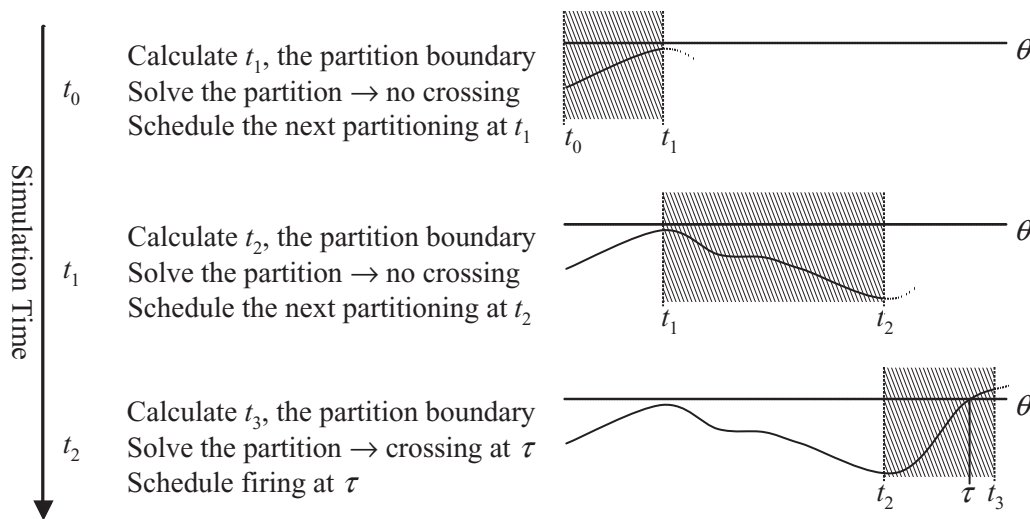 Simulation Time
t0
Calculate t1, the partition boundary
Solve the partition → no crossing
Schedule the next partitioning at t1
θ
t0 t1
t1
Calculate t2, the partition boundary
Solve the partition → no crossing
Schedule the next partitioning at t2
θ
t1 t2
t2
Calculate t3, the partition boundary
Solve the partition → crossing at τ
Schedule firing at τ
θ
t2 τ t3